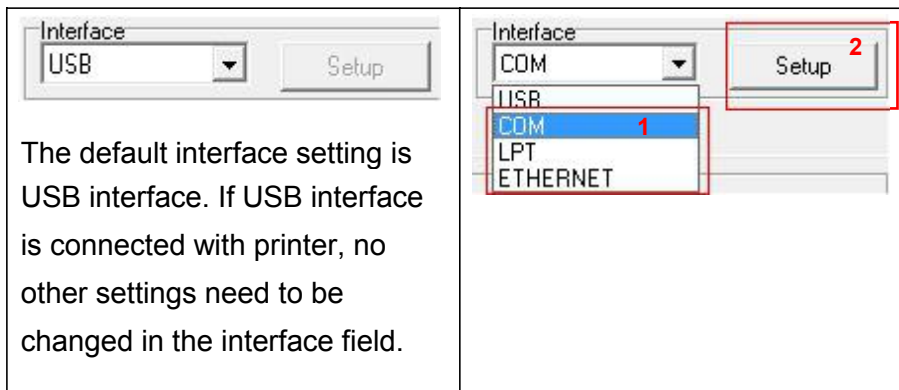 Interface
USB
Setup
The default interface setting is
USB interface. If USB interface
is connected with printer, no
other settings need to be
changed in the interface field.
Interface
COM
Setup
2
USB
COM
1
LPT
ETHERNET